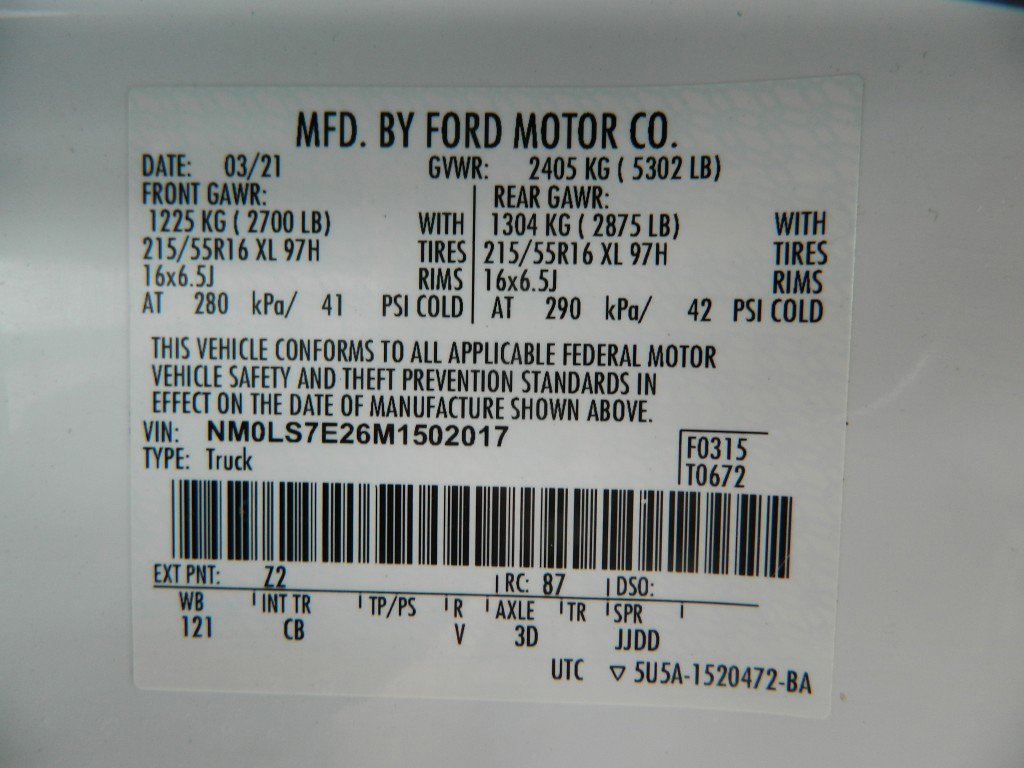 MFD. BY FORD MOTOR CO.
DATE: 03/21 GVWR: 2405 KG ( 5302 LB)
FRONT GAWR: REAR GAWR:
1225 KG ( 2700 LB) WITH 1304 KG ( 2875 LB) WITH
215/55R16 XL 97H TIRES 215/55R16 XL 97H TIRES
16x6.5J RIMS 16x6.5J RIMS
AT 280 kPa/ 41 PSI COLD AT 290 kPa/ 42 PSI COLD
THIS VEHICLE CONFORMS TO ALL APPLICABLE FEDERAL MOTOR
VEHICLE SAFETY AND THEFT PREVENTION STANDARDS IN
EFFECT ON THE DATE OF MANUFACTURE SHOWN ABOVE.
VIN: NM0LS7E26M1502017
F0315
TYPE: Truck
T0672
EXT PNT: Z2 RC: 87 DSO:
WB INT TR TP/PS R AXLE TR SPR
121 CB V 3D JJDD
UTC ▽ 5U5A-1520472-BA